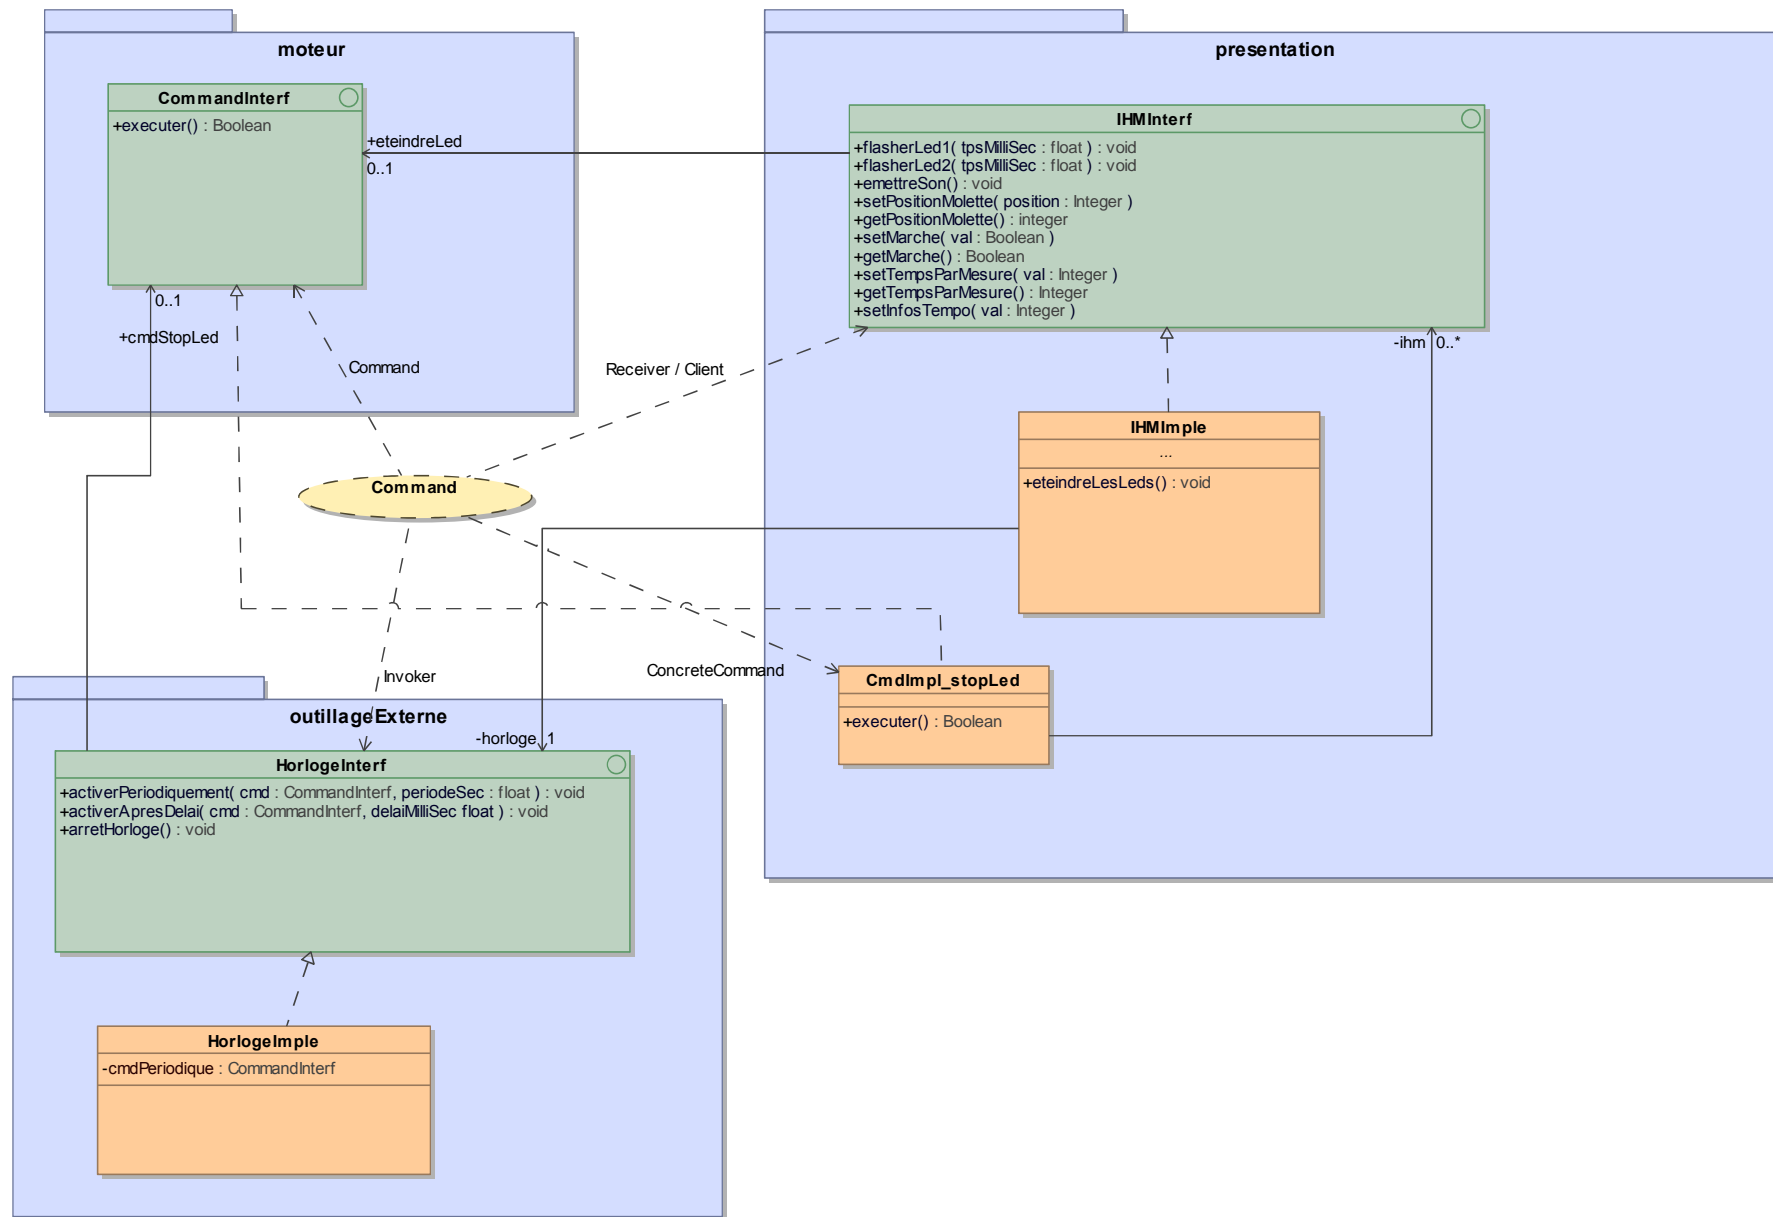 moteur
CommandInterf
+executer() : Boolean
+eteindreLed
0..1
0..1
+cmdStopLed
Command
Receiver / Client
presentation
IHMInterf
+flasherLed1( tpsMilliSec : float ) : void
+flasherLed2( tpsMilliSec : float ) : void
+emettreSon() : void
+setPositionMolette( position : Integer )
+getPositionMolette() : integer
+setMarche( val : Boolean )
+getMarche() : Boolean
+setTempsParMesure( val : Integer )
+getTempsParMesure() : Integer
+setInfosTempo( val : Integer )
-ihm 0..*
IHMImple
...
+eteindreLesLeds() : void
Command
Invoker
ConcreteCommand
CmdImpl_stopLed
+executer() : Boolean
outillageExterne
-horloge 1
HorlogeInterf
+activerPeriodiquement( cmd : CommandInterf, periodeSec : float ) : void
+activerApresDelai( cmd : CommandInterf, delaiMilliSec float ) : void
+arretHorloge() : void
HorlogeImple
-cmdPeriodique : CommandInterf